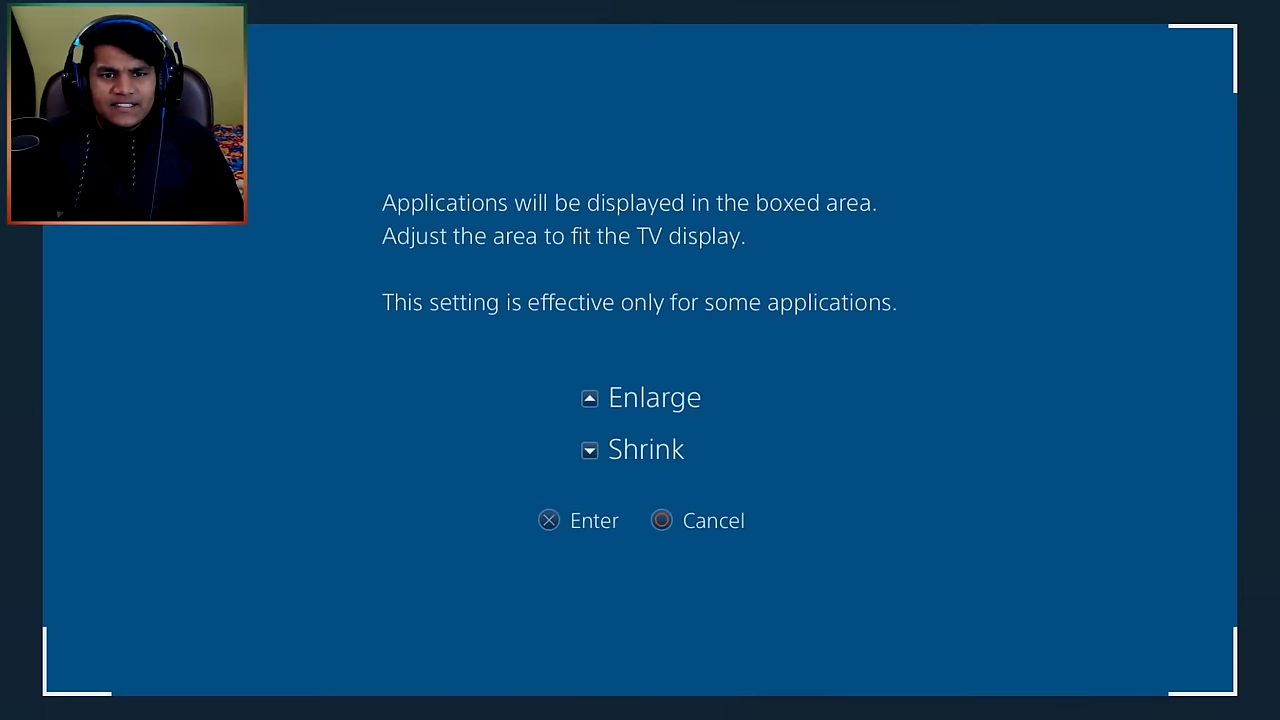 Applications will be displayed in the boxed area.
Adjust the area to fit the TV display.
This setting is effective only for some applications.
Enlarge
Shrink
Enter Cancel